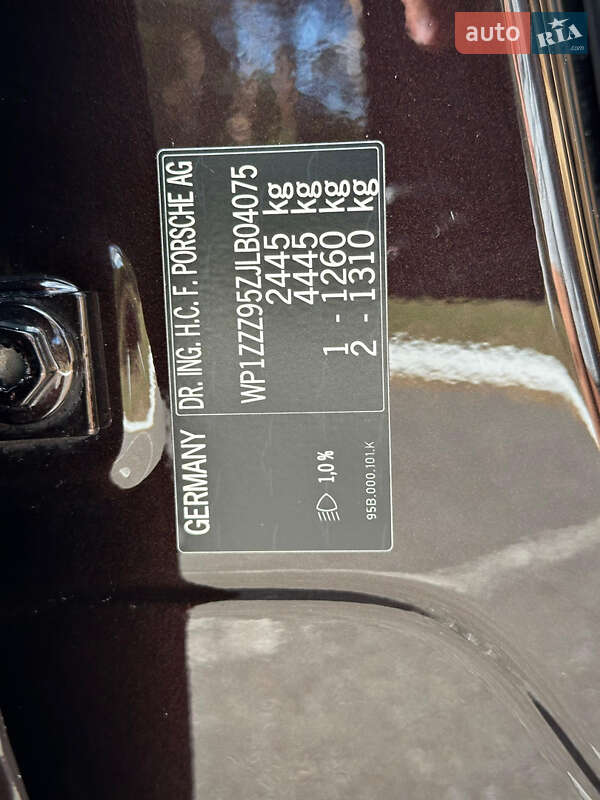 auto RIA .com
GERMANY DR. ING. H.C. F. PORSCHE AG
WP1ZZZ95ZJLB04075
2445 kg
4445 kg
1 - 1260 kg
2 - 1310 kg
1,0%
95B.000.101.K